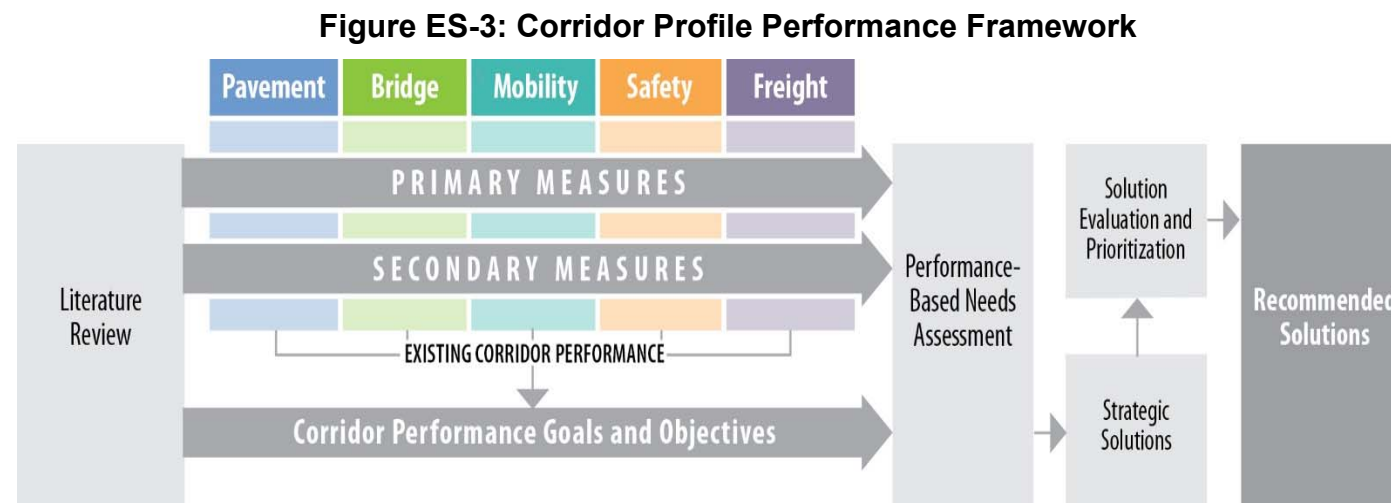 Figure ES-3: Corridor Profile Performance Framework
Pavement
Bridge
Mobility
Safety
Freight
Literature
Review
PRIMARY MEASURES
SECONDARY MEASURES
EXISTING CORRIDOR PERFORMANCE
Corridor Performance Goals and Objectives
Performance-
Based Needs
Assessment
Strategic
Solutions
Solution
Evaluation and
Prioritization
Recommended
Solutions